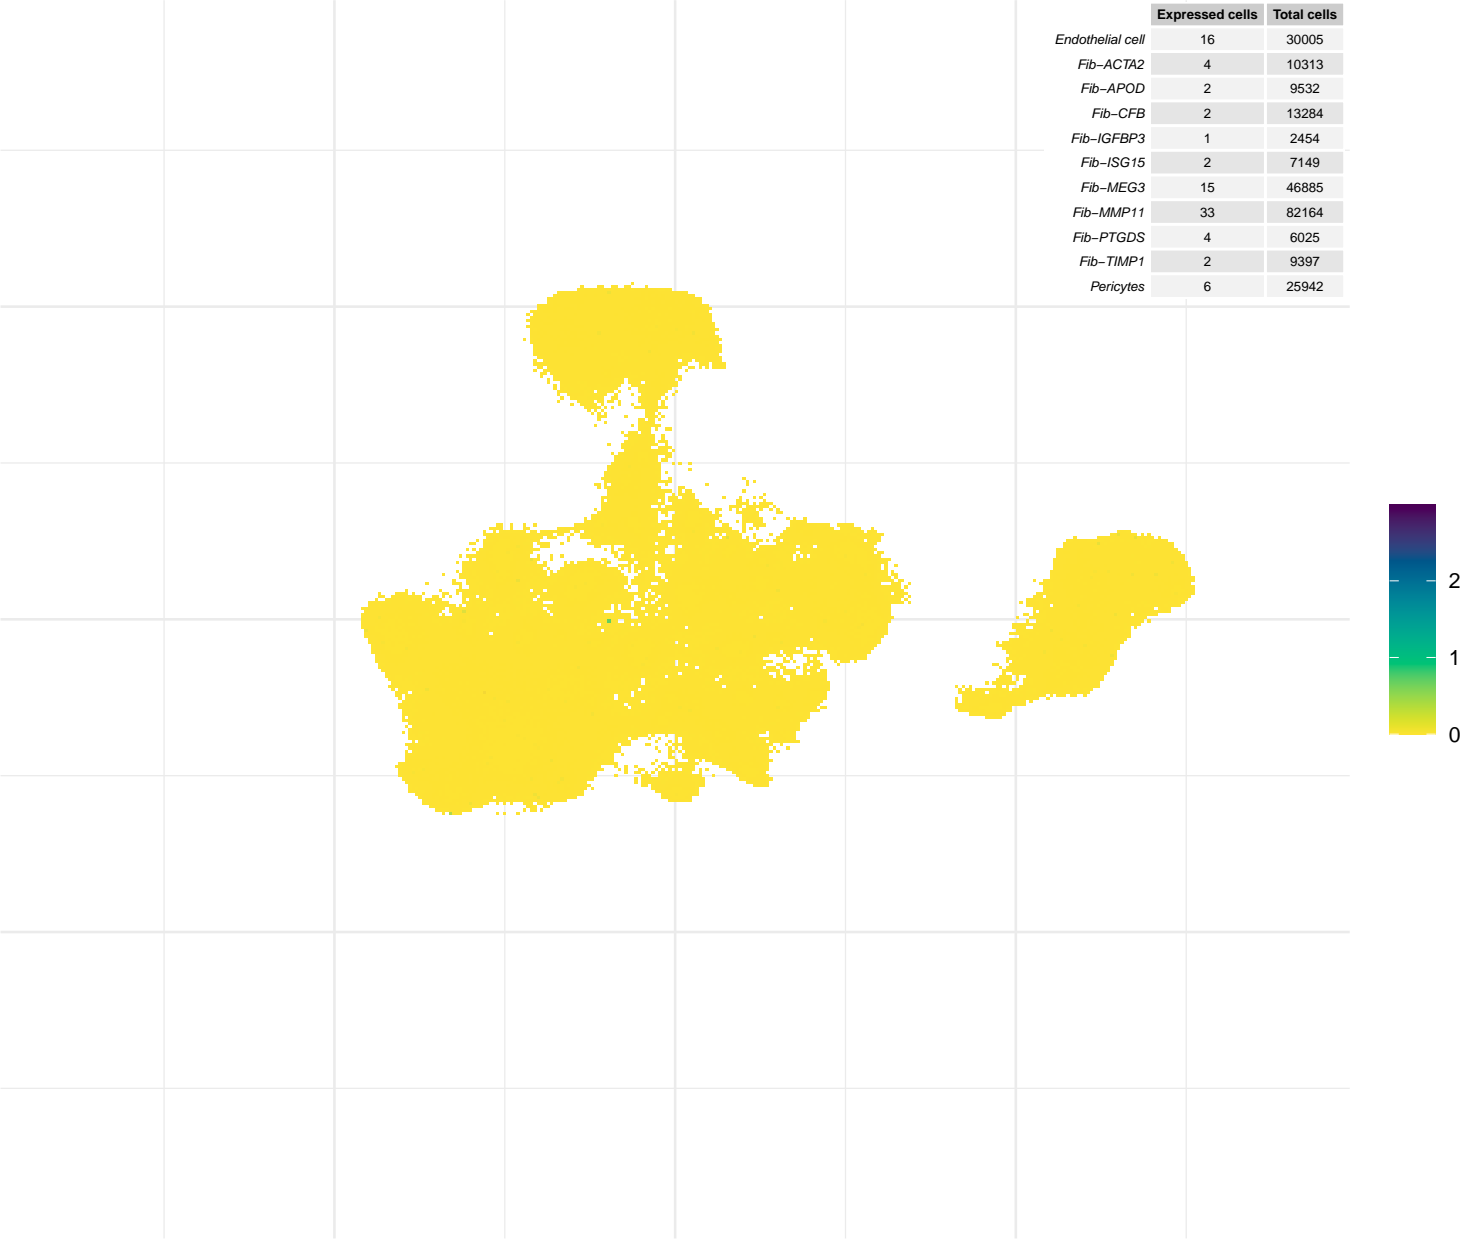 Expressed cells Total cells
Endothelial cell 16 30005
Fib−ACTA2 4 10313
Fib−APOD 2 9532
Fib−CFB 2 13284
Fib−IGFBP3 1 2454
Fib−ISG15 2 7149
Fib−MEG3 15 46885
Fib−MMP11 33 82164
Fib−PTGDS 4 6025
Fib−TIMP1 2 9397
Pericytes 6 25942
2
1
0